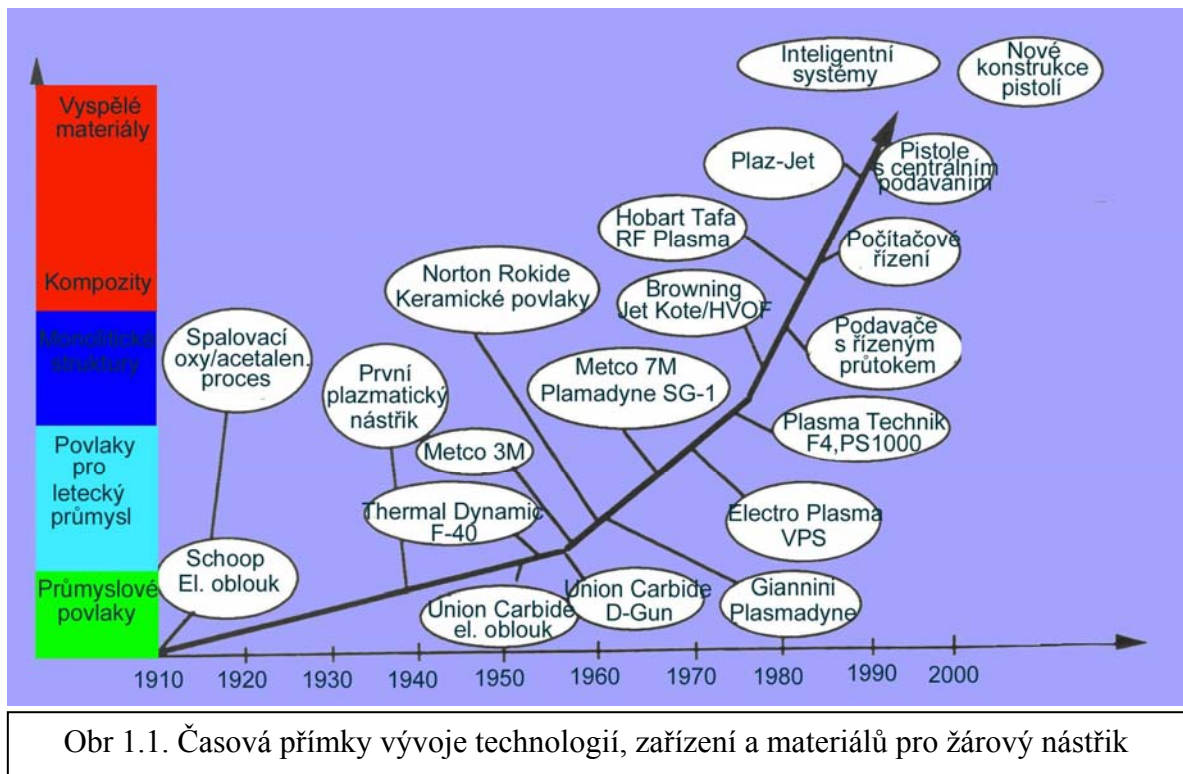 Inteligentní
systémy
Nové
konstrukce
pistolí
Vyspělé
materiály
Plaz-Jet
Pistole
s centrálním
podáváním
Hobart Tafa
RF Plasma
Počítačové
řízení
Norton Rokide
Keramické povlaky
Kompozity
Browning
Jet Kote/HVOF
Monolitické
struktury
Spalovací
oxy/acetalen.
proces
Podavače
s řízeným
průtokem
První
plazmatický
nástřik
Metco 7M
Plamadyne SG-1
Plasma Technik
F4,PS1000
Povlaky
pro
letecký
průmysl
Metco 3M
Thermal Dynamic
F-40
Electro Plasma
VPS
Schoop
El. oblouk
Průmyslové
povlaky
Union Carbide
el. oblouk
Union Carbide
D-Gun
Giannini
Plasmadyne
1910 1920 1930 1940 1950 1960 1970 1980 1990 2000
Obr 1.1. Časová přímky vývoje technologií, zařízení a materiálů pro žárový nástřik